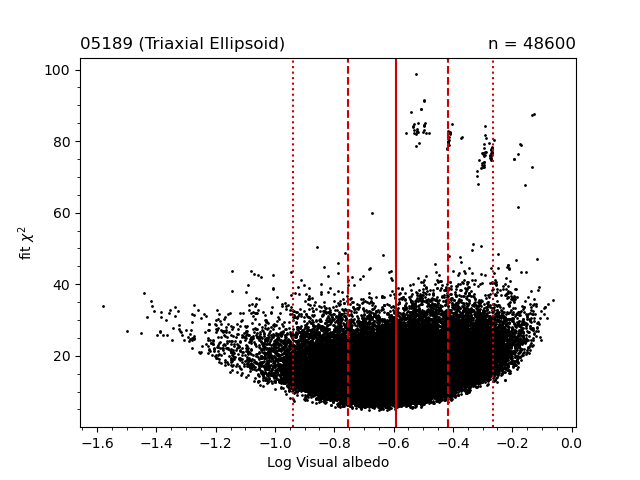 05189 (Triaxial Ellipsoid)
n = 48600
100
80
60
40
20
fit χ²
−1.6 −1.4 −1.2 −1.0 −0.8 −0.6 −0.4 −0.2 0.0
Log Visual albedo